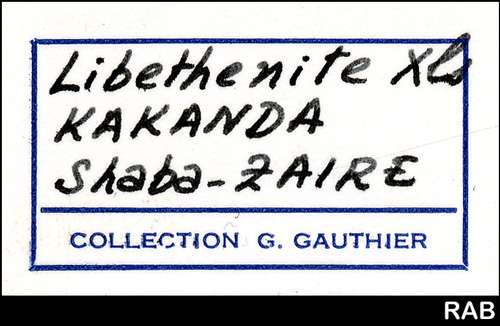 Libethenite Xls
KAKANDA
Shaba-ZAIRE
COLLECTION G. GAUTHIER
RAB